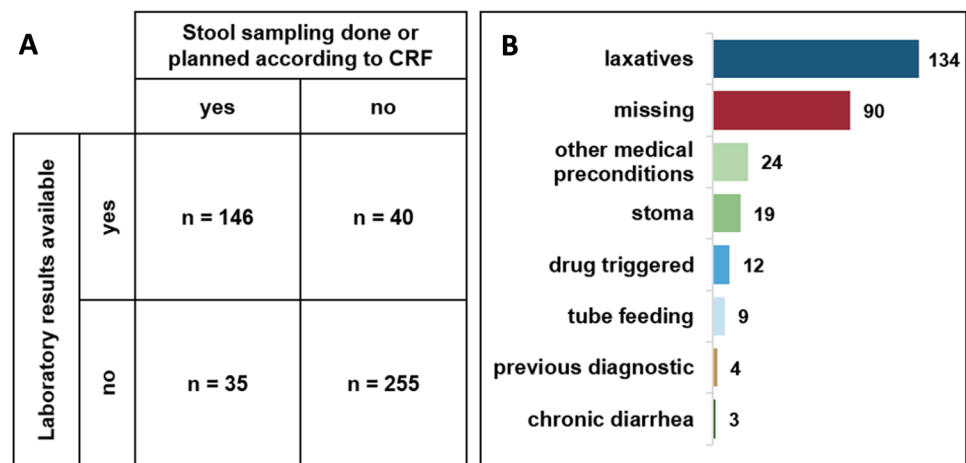 A
Stool sampling done or
planned according to CRF
yes
no
Laboratory results available
yes
n = 146
n = 40
no
n = 35
n = 255
B
laxatives
134
missing
90
other medical
preconditions
24
stoma
19
drug triggered
12
tube feeding
9
previous diagnostic
4
chronic diarrhea
3